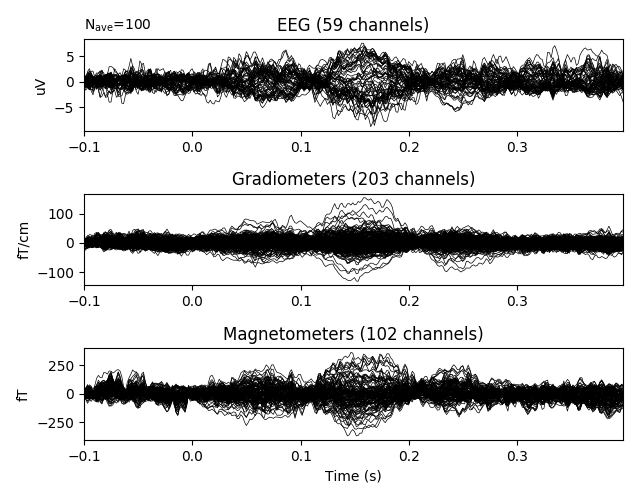 Nave=100
EEG (59 channels)
uV
5
0
−5
−0.1 0.0 0.1 0.2 0.3
Gradiometers (203 channels)
fT/cm
100
0
−100
−0.1 0.0 0.1 0.2 0.3
Magnetometers (102 channels)
fT
250
0
−250
−0.1 0.0 0.1 0.2 0.3
Time (s)